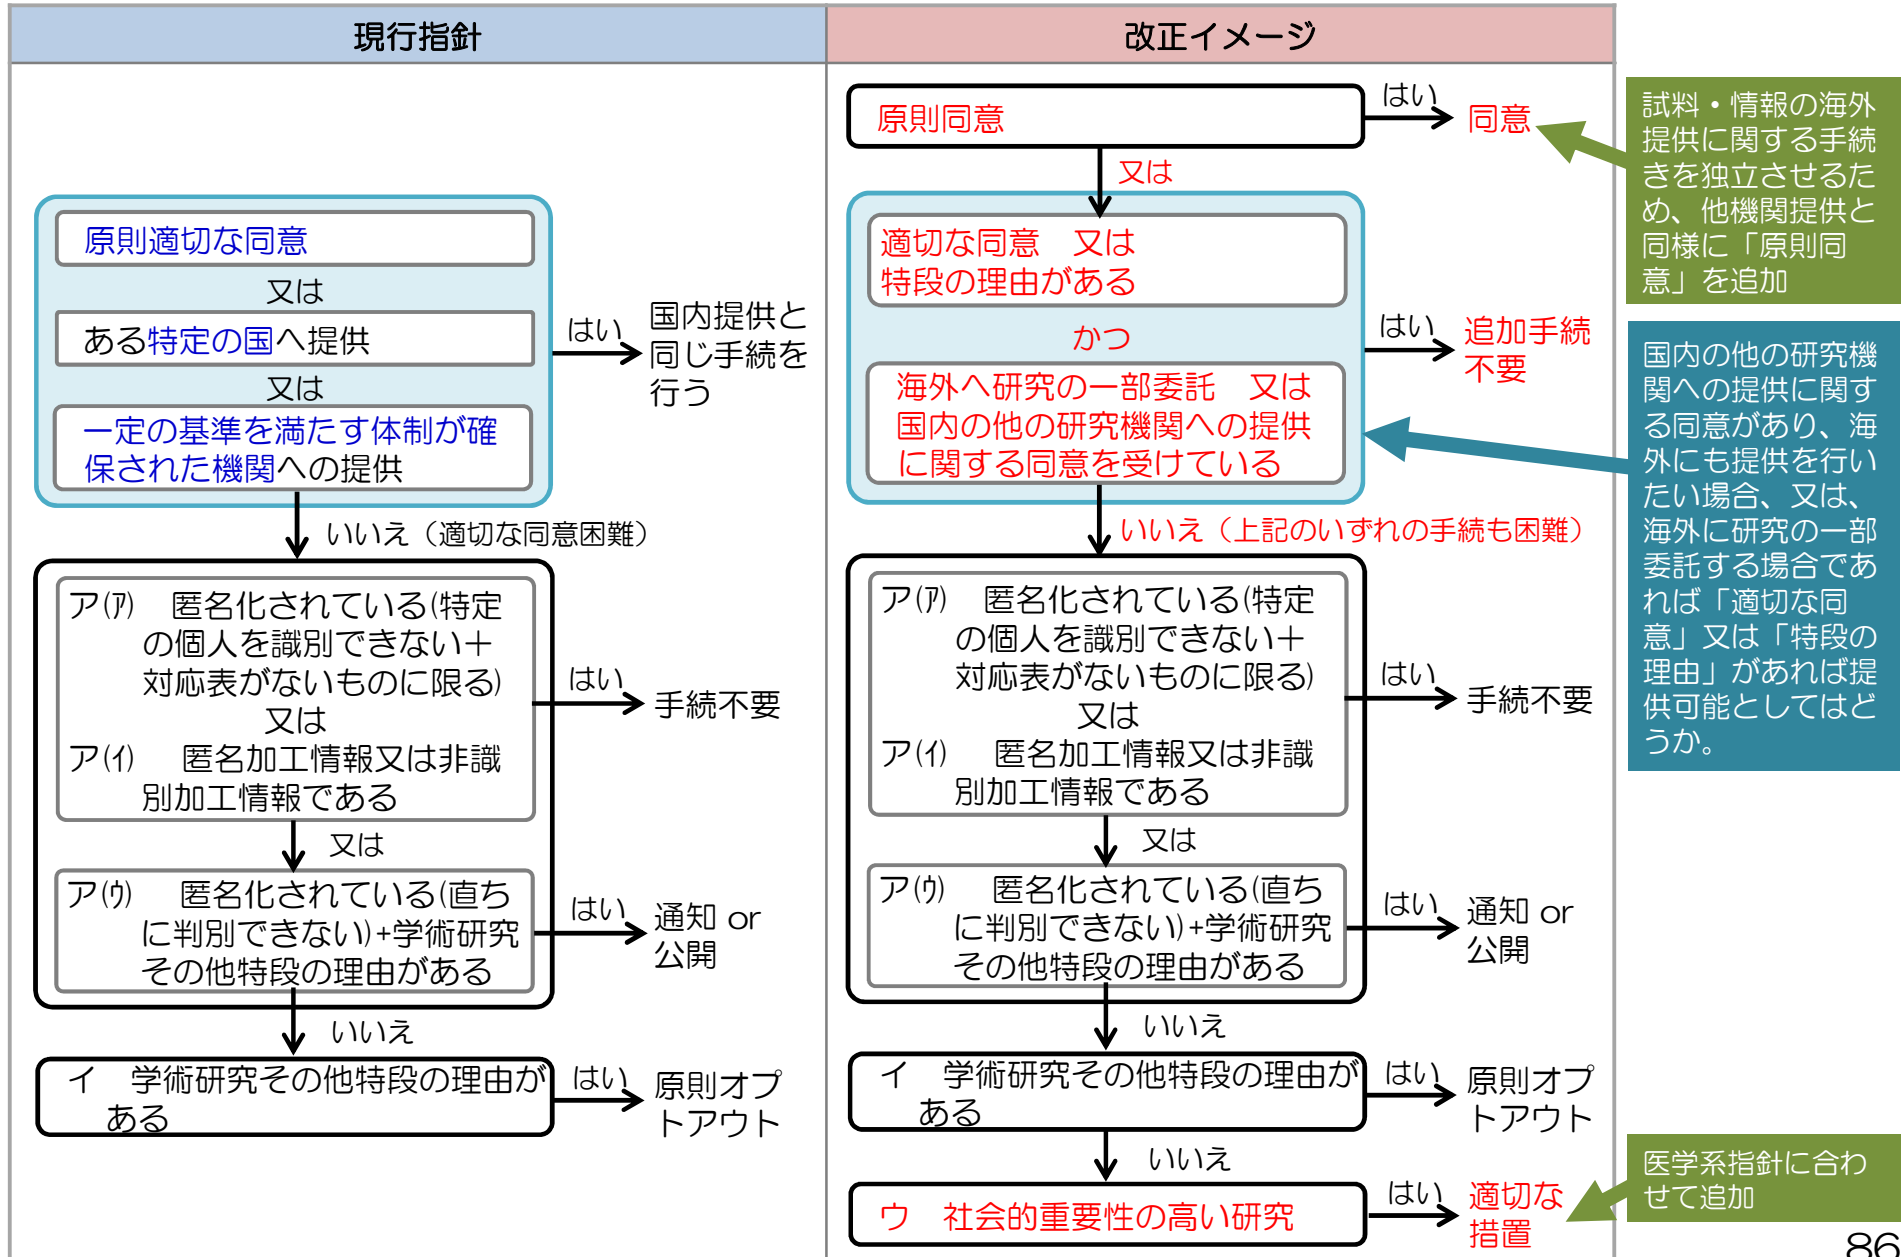 現行指針
原則適切な同意
又は
ある特定の国へ提供
又は
一定の基準を満たす体制が確
保された機関への提供
はい
国内提供と
同じ手続を
行う
いいえ（適切な同意困難）
ア(ｱ)　匿名化されている(特定
の個人を識別できない＋
対応表がないものに限る)
又は
ア(ｲ)　匿名加工情報又は非識
別加工情報である
はい
手続不要
又は
ア(ｳ)　匿名化されている(直ち
に判別できない)+学術研究
その他特段の理由がある
はい
通知 or
公開
いいえ
イ　学術研究その他特段の理由が
ある
はい
原則オプ
トアウト
改正イメージ
原則同意
はい
同意
又は
適切な同意　又は
特段の理由がある
かつ
海外へ研究の一部委託　又は
国内の他の研究機関への提供
に関する同意を受けている
はい
追加手続
不要
いいえ（上記のいずれの手続も困難）
ア(ｱ)　匿名化されている(特定
の個人を識別できない＋
対応表がないものに限る)
又は
ア(ｲ)　匿名加工情報又は非識
別加工情報である
はい
手続不要
又は
ア(ｳ)　匿名化されている(直ち
に判別できない)+学術研究
その他特段の理由がある
はい
通知 or
公開
いいえ
イ　学術研究その他特段の理由が
ある
はい
原則オプ
トアウト
いいえ
ウ　社会的重要性の高い研究
はい
適切な
措置
試料・情報の海外
提供に関する手続
きを独立させるた
め、他機関提供と
同様に「原則同
意」を追加
国内の他の研究機
関への提供に関す
る同意があり、海
外にも提供を行い
たい場合、又は、
海外に研究の一部
委託する場合であ
れば「適切な同
意」又は「特段の
理由」があれば提
供可能としてはど
うか。
医学系指針に合わ
せて追加
86